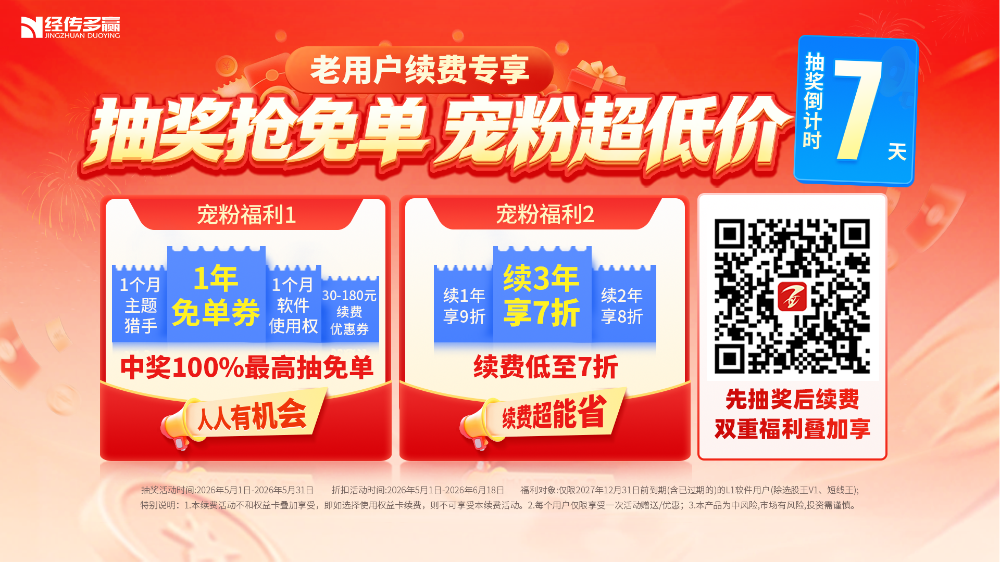 经传多赢
JINGZHUAN DUOYING
老用户续费专享
抽奖抢免单 宠粉超低价
抽奖倒计时
7
天
宠粉福利1
1个月
主题
猎手
1年
免单券
1个月
软件
使用权
30-180元
续费
优惠券
中奖100%最高抽免单
人人有机会
宠粉福利2
续1年
享9折
续3年
享7折
续2年
享8折
续费低至7折
续费超能省
先抽奖后续费
双重福利叠加享
抽奖活动时间:2026年5月1日-2026年5月31日 折扣活动时间:2026年5月1日-2026年6月18日 福利对象:仅限2027年12月31日前到期(含已过期的)的L1软件用户(除选股王V1、短线王);
特别说明：1.本续费活动不和权益卡叠加享受，即如选择使用权益卡续费，则不可享受本续费活动。2.每个用户仅限享受一次活动赠送/优惠；3.本产品为中风险,市场有风险,投资需谨慎。